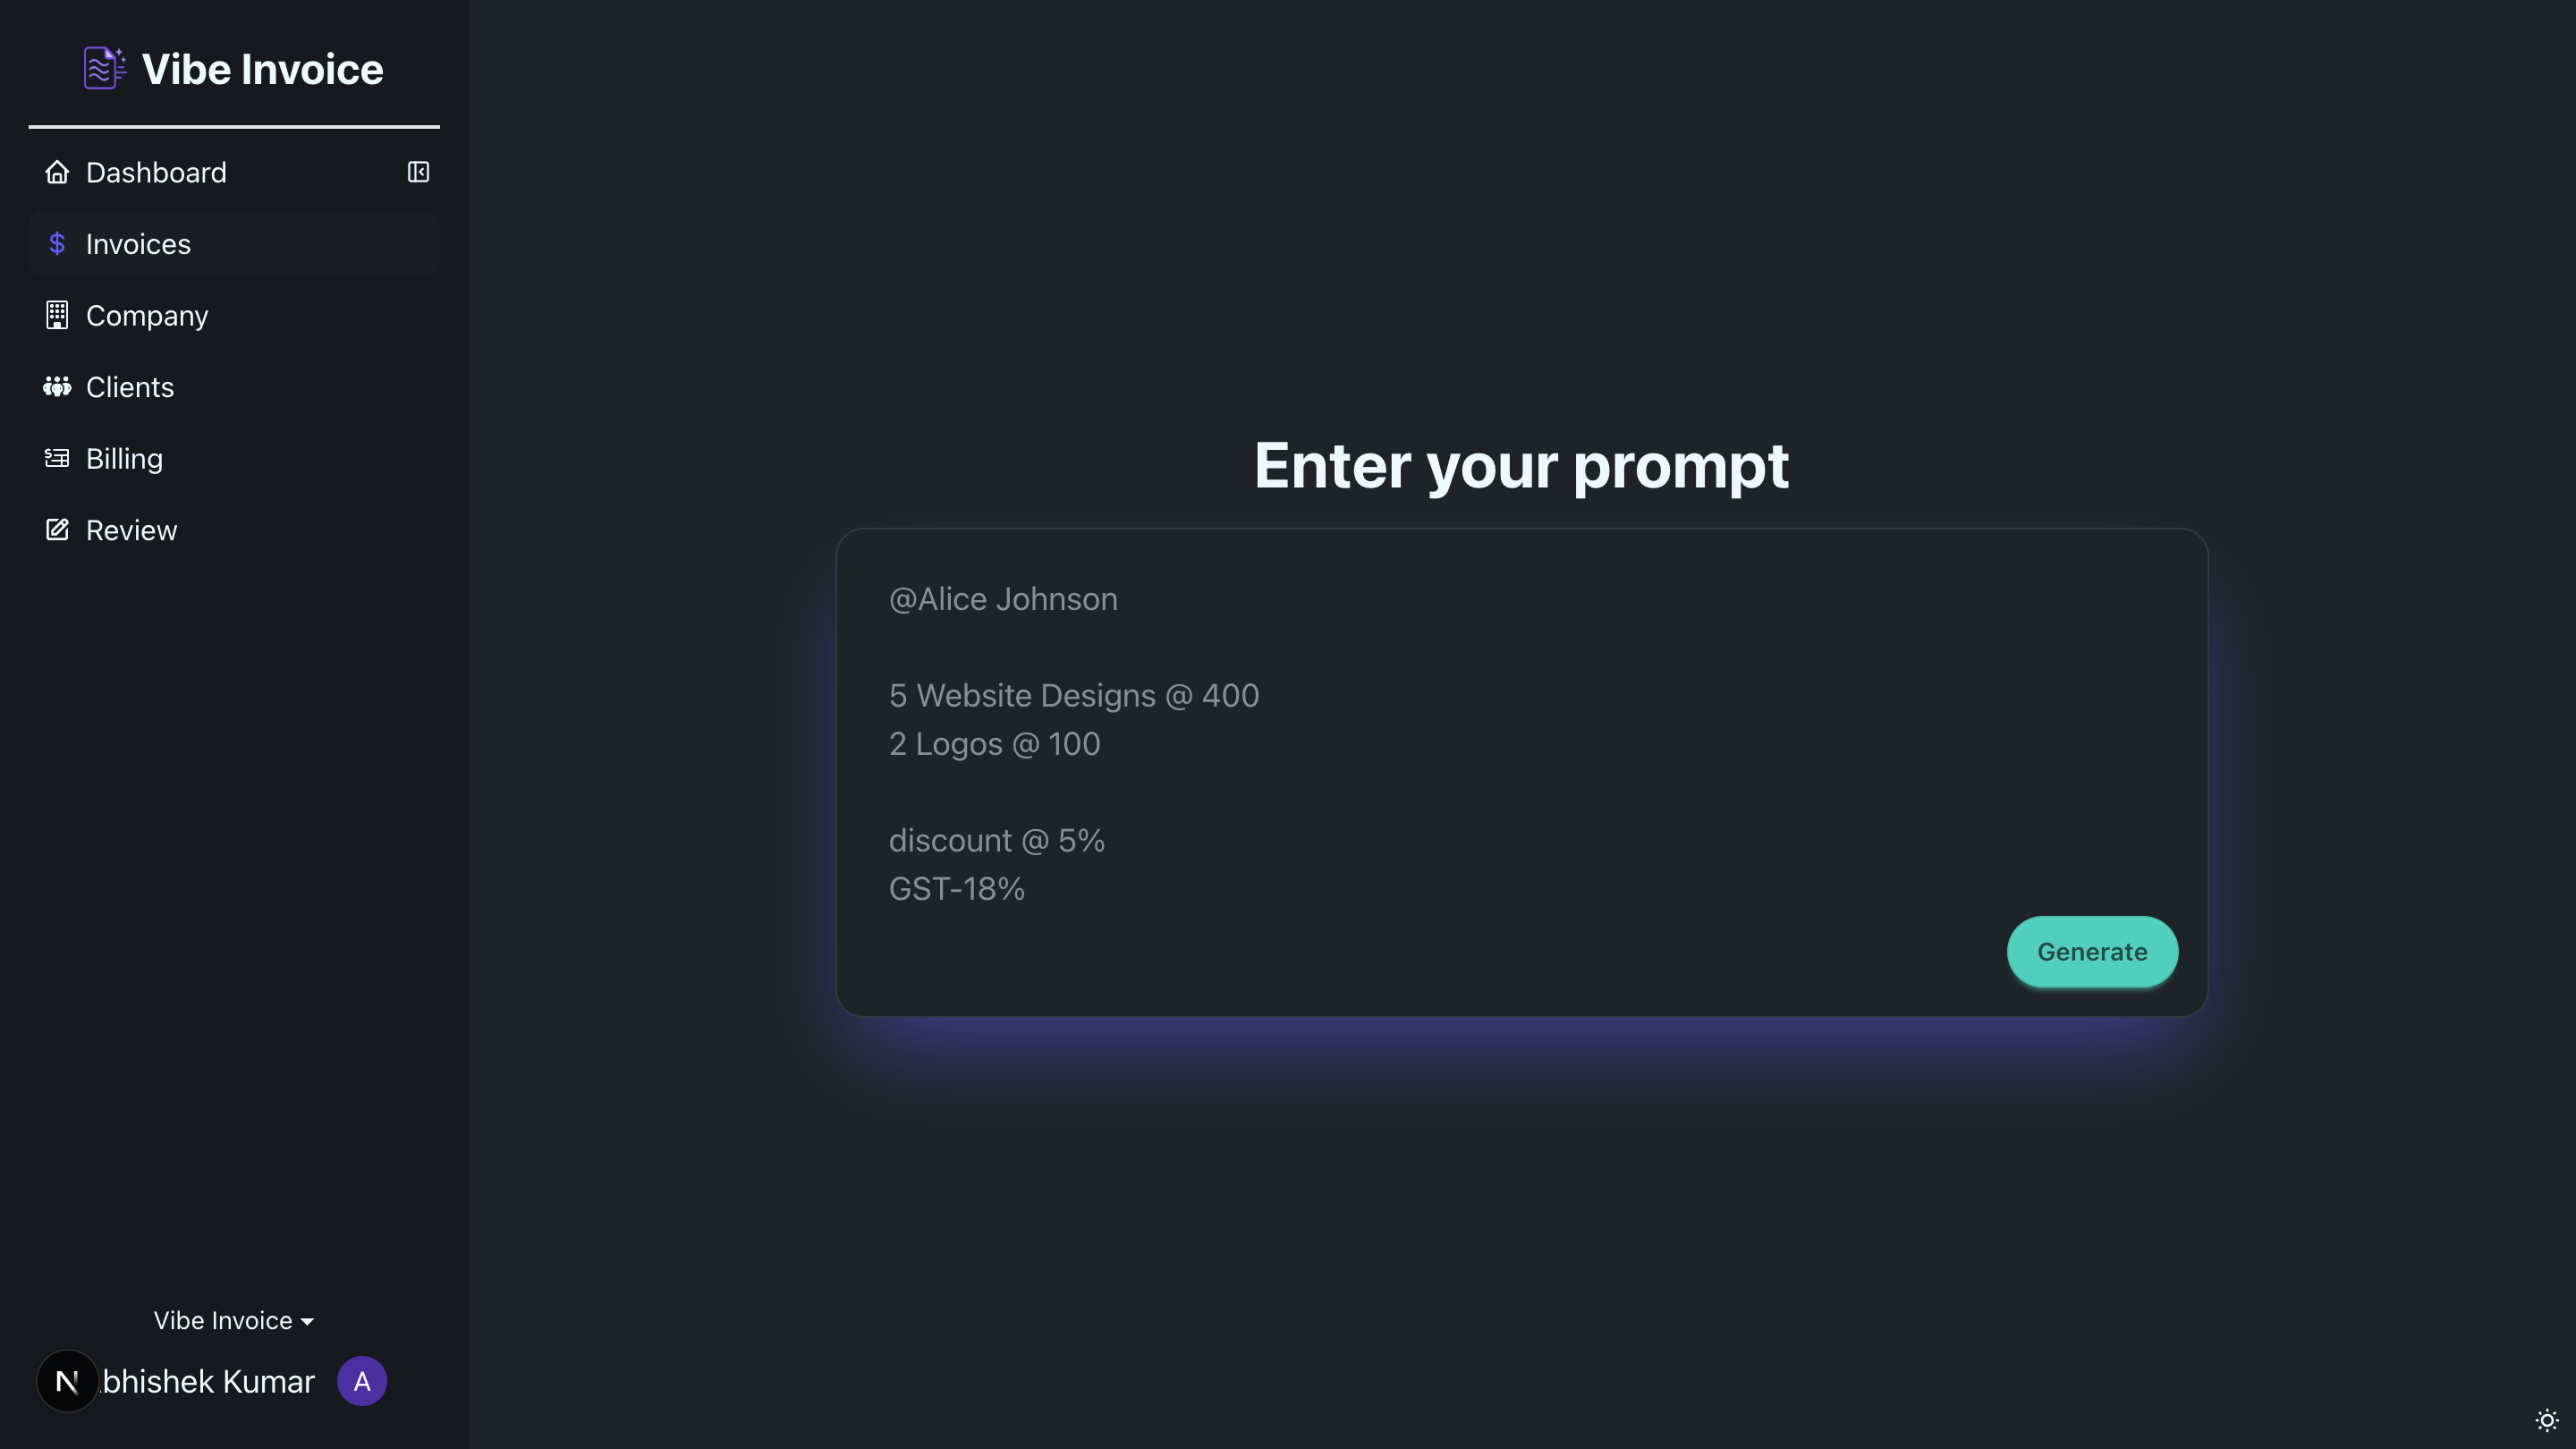 Vibe Invoice
Dashboard
Invoices
Company
Clients
Billing
Review
Vibe Invoice
N
bhishek Kumar
A
Enter your prompt
@Alice Johnson
5 Website Designs @ 400
2 Logos @ 100
discount @ 5%
GST-18%
Generate